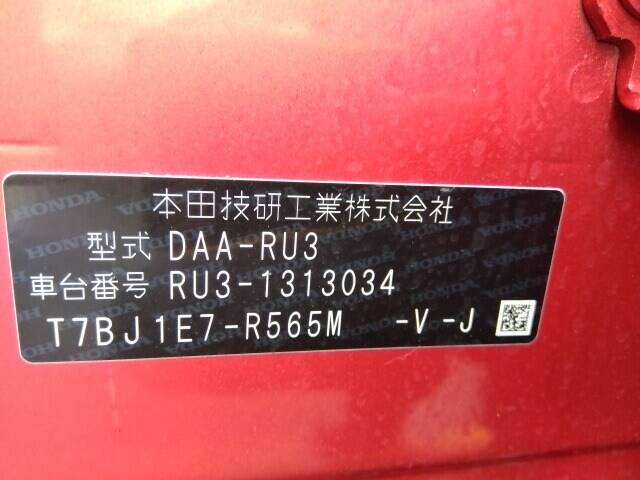 本田技研工業株式会社
型式 DAA-RU3
車台番号 RU3-1313034
T7BJ1E7-R565M -V -J